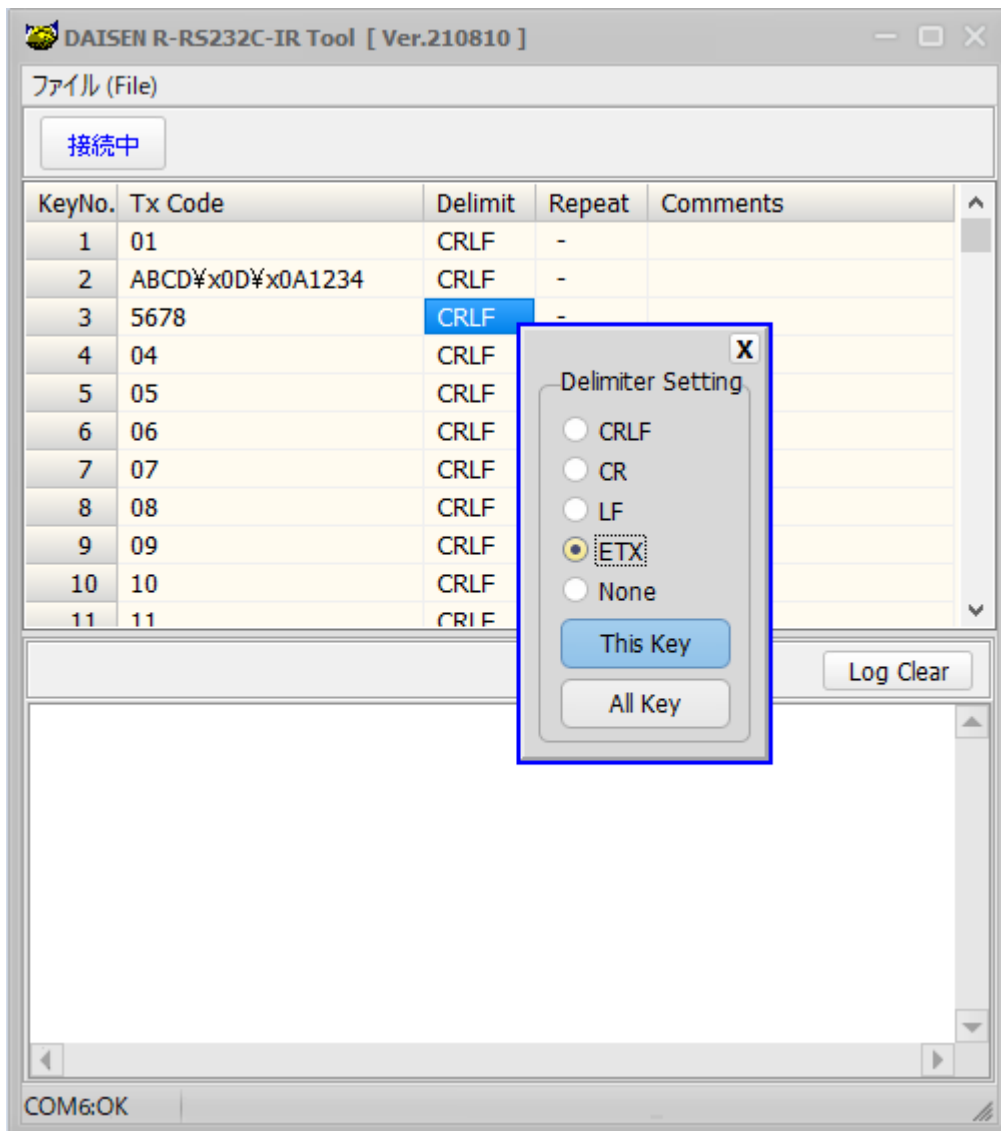 DAISEN R-RS232C-IR Tool [ Ver.210810 ]
ファイル (File)
接続中
KeyNo. Tx Code Delimit Repeat Comments
1 01 CRLF -
2 ABCD¥x0D¥x0A1234 CRLF -
3 5678 CRLF -
4 04 CRLF
5 05 CRLF
6 06 CRLF
7 07 CRLF
8 08 CRLF
9 09 CRLF
10 10 CRLF
11 11 CRLF
X
Delimiter Setting
CRLF
CR
LF
ETX
None
This Key
All Key
Log Clear
COM6:OK